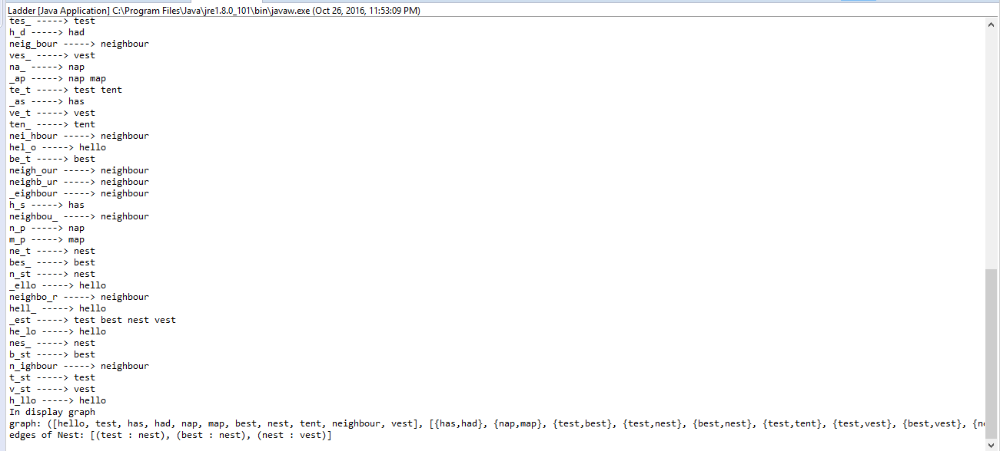 Ladder [Java Application] C:\Program Files\Java\jre1.8.0_101\bin\javaw.exe (Oct 26, 2016, 11:53:09 PM)
tes_ -----> test
h_d -----> had
neig_bour -----> neighbour
ves_ -----> vest
na_ -----> nap
_ap -----> nap map
te_t -----> test tent
_as -----> has
ve_t -----> vest
ten_ -----> tent
nei_hbour -----> neighbour
hel_o -----> hello
be_t -----> best
neigh_our -----> neighbour
neighb_ur -----> neighbour
_eighbour -----> neighbour
h_s -----> has
neighbou_ -----> neighbour
n_p -----> nap
m_p -----> map
ne_t -----> nest
bes_ -----> best
n_st -----> nest
_ello -----> hello
neighbo_r -----> neighbour
hell_ -----> hello
_est -----> test best nest vest
he_lo -----> hello
nes_ -----> nest
b_st -----> best
n_ighbour -----> neighbour
t_st -----> test
v_st -----> vest
h_llo -----> hello
In display graph
graph: ([hello, test, has, had, nap, map, best, nest, tent, neighbour, vest], [{has,had}, {nap,map}, {test,best}, {test,nest}, {best,nest}, {test,tent}, {test,vest}, {best,vest},
edges of Nest: [(test : nest), (best : nest), (nest : vest)]